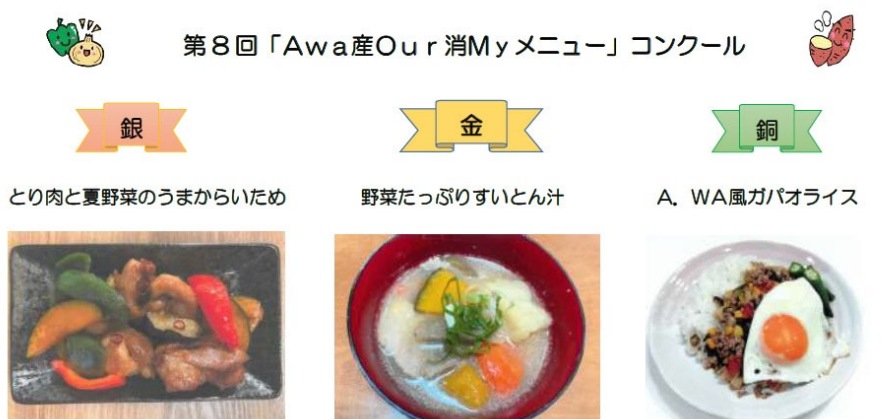 第8回「Awa産Our消Myメニュー」コンクール
銀
金
銅
とり肉と夏野菜のうまからいため
野菜たっぷりすいとん汁
A．WA風ガパオライス